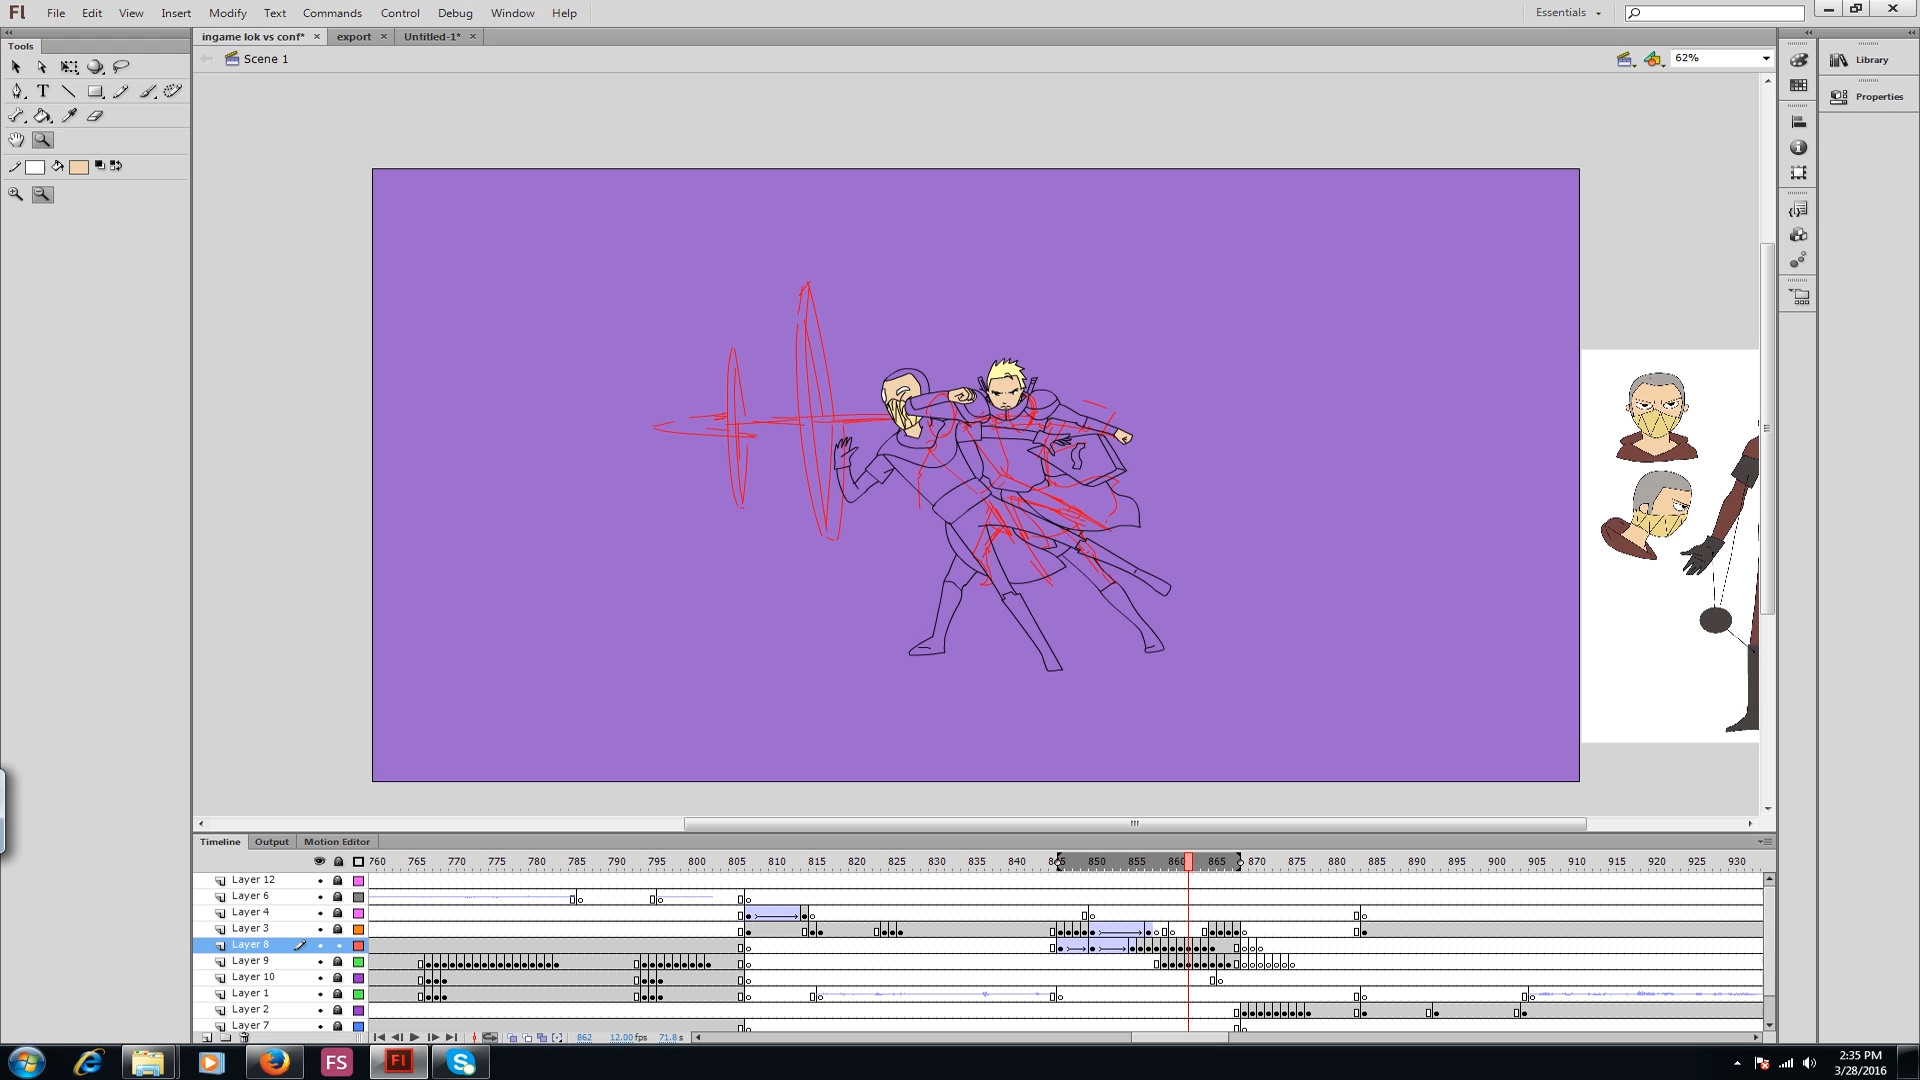 Fl File Edit View Insert Modify Text Commands Control Debug Window Help Essentials
Tools
ingame lok vs conf* × export × Untitled-1* ×
Scene 1
62%
Library
Properties
Timeline Output Motion Editor
760 765 770 775 780 785 790 795 800 805 810 815 820 825 830 835 840 845 850 855 860 865 870 875 880 885 890 895 900 905 910 915 920 925 930
Layer 12
Layer 6
Layer 4
Layer 3
Layer 8
Layer 9
Layer 10
Layer 1
Layer 2
Layer 7
862 12.00 fps 71.8 s
FS Fl
2:35 PM
3/28/2016